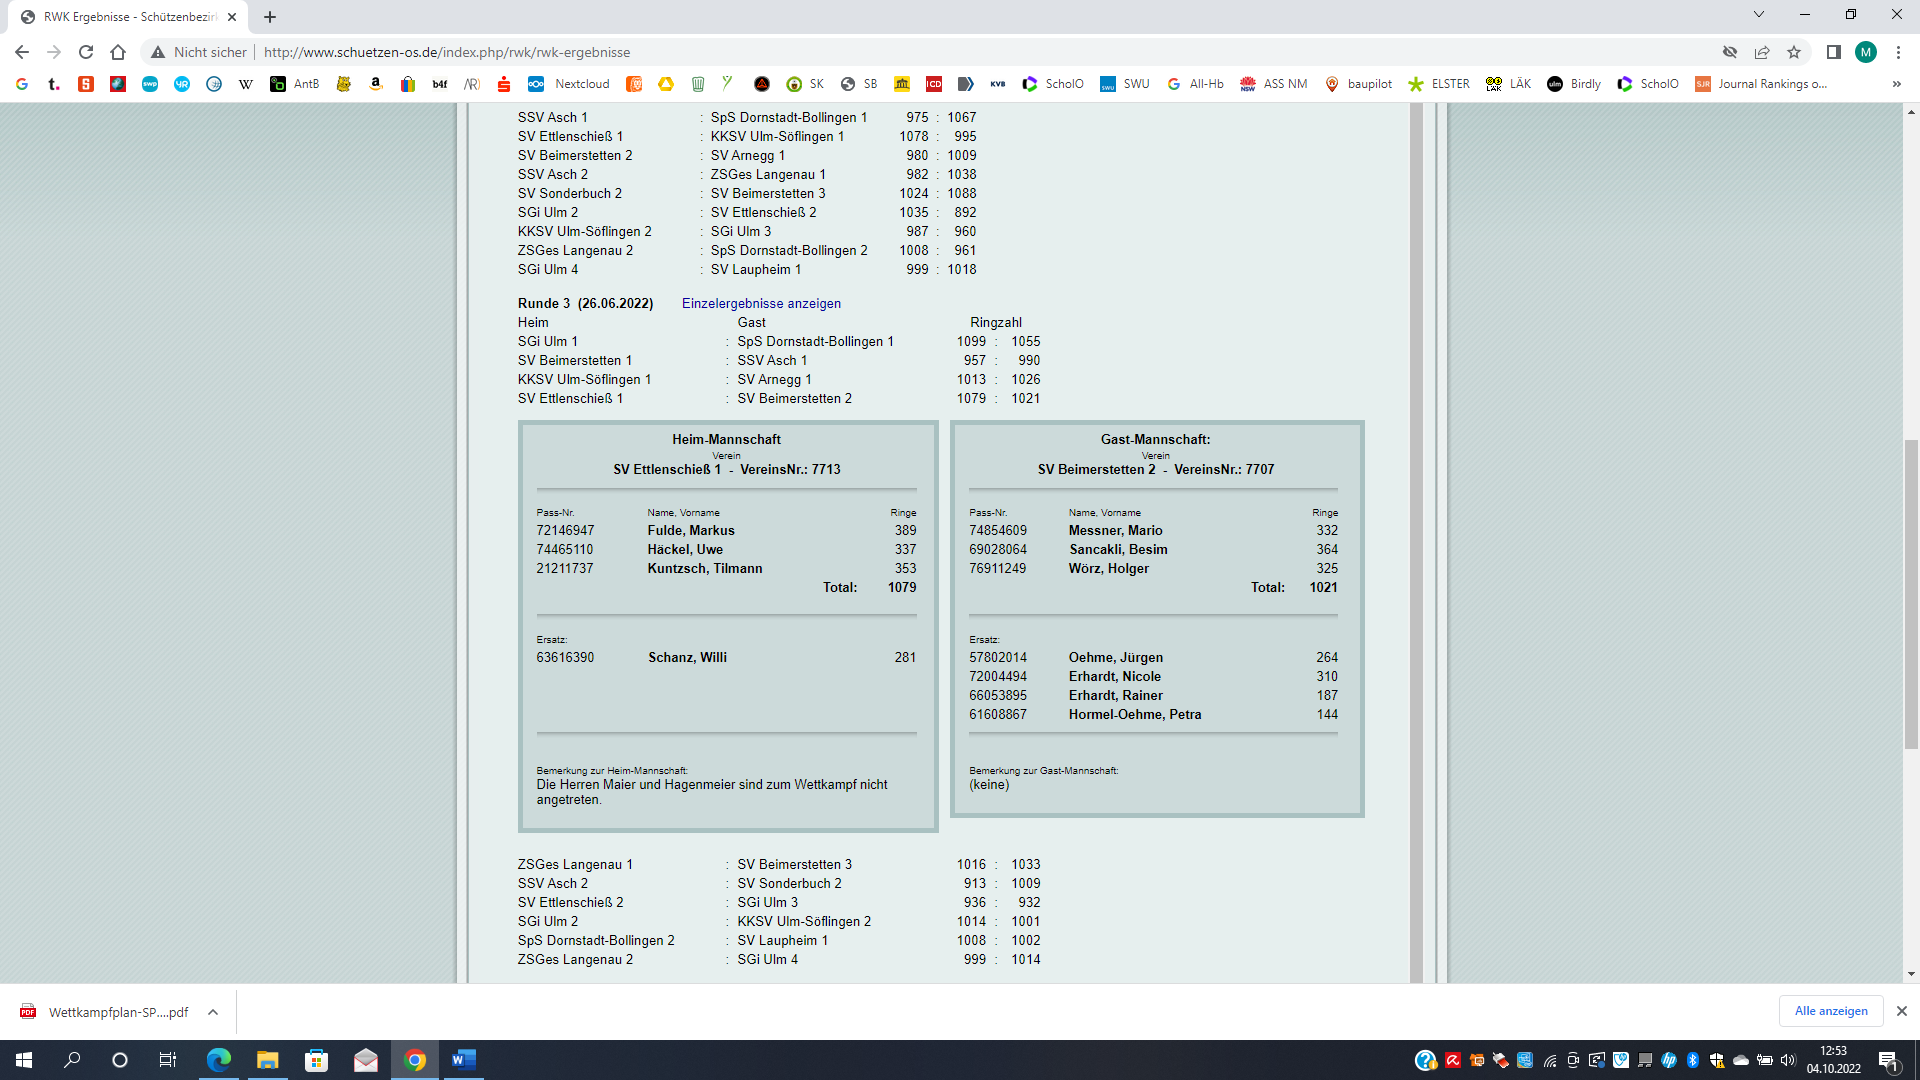 RWK Ergebnisse - Schützenbezir
Nicht sicher
http://www.schuetzen-os.de/index.php/rwk/rwk-ergebnisse
M
G t. S swp W AntB a b4f /R) Nextcloud SK SB ICD KVB ScholO SWU All-Hb ASS NM baupilot ELSTER LÄK Birdly ScholO SJR Journal Rankings o... »
SSV Asch 1 : SpS Dornstadt-Bollingen 1 975 : 1067
SV Ettlenschieß 1 : KKSV Ulm-Söflingen 1 1078 : 995
SV Beimerstetten 2 : SV Arnegg 1 980 : 1009
SSV Asch 2 : ZSGes Langenau 1 982 : 1038
SV Sonderbuch 2 : SV Beimerstetten 3 1024 : 1088
SGi Ulm 2 : SV Ettlenschieß 2 1035 : 892
KKSV Ulm-Söflingen 2 : SGi Ulm 3 987 : 960
ZSGes Langenau 2 : SpS Dornstadt-Bollingen 2 1008 : 961
SGi Ulm 4 : SV Laupheim 1 999 : 1018
Runde 3 (26.06.2022) Einzelergebnisse anzeigen
Heim Gast Ringzahl
SGi Ulm 1 : SpS Dornstadt-Bollingen 1 1099 : 1055
SV Beimerstetten 1 : SSV Asch 1 957 : 990
KKSV Ulm-Söflingen 1 : SV Arnegg 1 1013 : 1026
SV Ettlenschieß 1 : SV Beimerstetten 2 1079 : 1021
Heim-Mannschaft
Verein
SV Ettlenschieß 1 - VereinsNr.: 7713
Pass-Nr. Name, Vorname Ringe
72146947 Fulde, Markus 389
74465110 Häckel, Uwe 337
21211737 Kuntzsch, Tilmann 353
Total: 1079
Ersatz:
63616390 Schanz, Willi 281
Bemerkung zur Heim-Mannschaft:
Die Herren Maier und Hagenmeier sind zum Wettkampf nicht
angetreten.
Gast-Mannschaft:
Verein
SV Beimerstetten 2 - VereinsNr.: 7707
Pass-Nr. Name, Vorname Ringe
74854609 Messner, Mario 332
69028064 Sancakli, Besim 364
76911249 Wörz, Holger 325
Total: 1021
Ersatz:
57802014 Oehme, Jürgen 264
72004494 Erhardt, Nicole 310
66053895 Erhardt, Rainer 187
61608867 Hormel-Oehme, Petra 144
Bemerkung zur Gast-Mannschaft:
(keine)
ZSGes Langenau 1 : SV Beimerstetten 3 1016 : 1033
SSV Asch 2 : SV Sonderbuch 2 913 : 1009
SV Ettlenschieß 2 : SGi Ulm 3 936 : 932
SGi Ulm 2 : KKSV Ulm-Söflingen 2 1014 : 1001
SpS Dornstadt-Bollingen 2 : SV Laupheim 1 1008 : 1002
ZSGes Langenau 2 : SGi Ulm 4 999 : 1014
PDF Wettkampfplan-SP....pdf
Alle anzeigen
12:53
04.10.2022
1